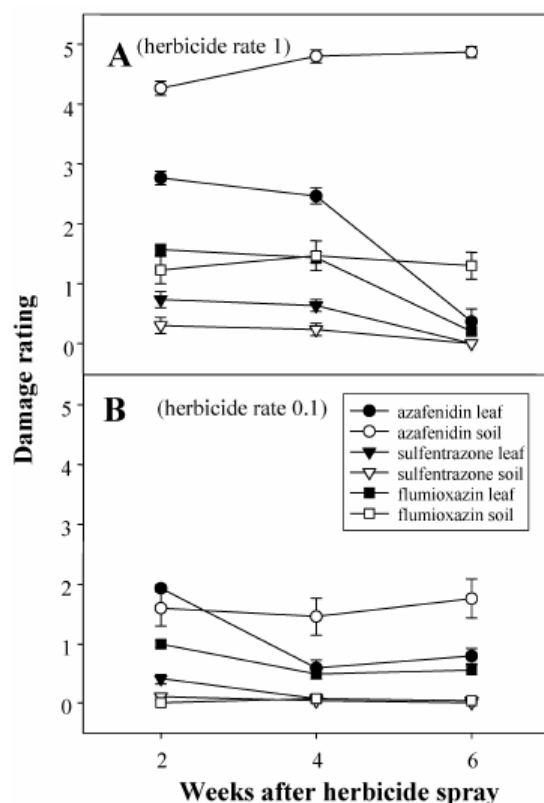 A (herbicide rate 1)
5
4
3
2
1
0
B (herbicide rate 0.1)
5
4
3
2
1
0
azafenidin leaf
azafenidin soil
sulfentrazone leaf
sulfentrazone soil
flumioxazin leaf
flumioxazin soil
Damage rating
2 4 6
Weeks after herbicide spray